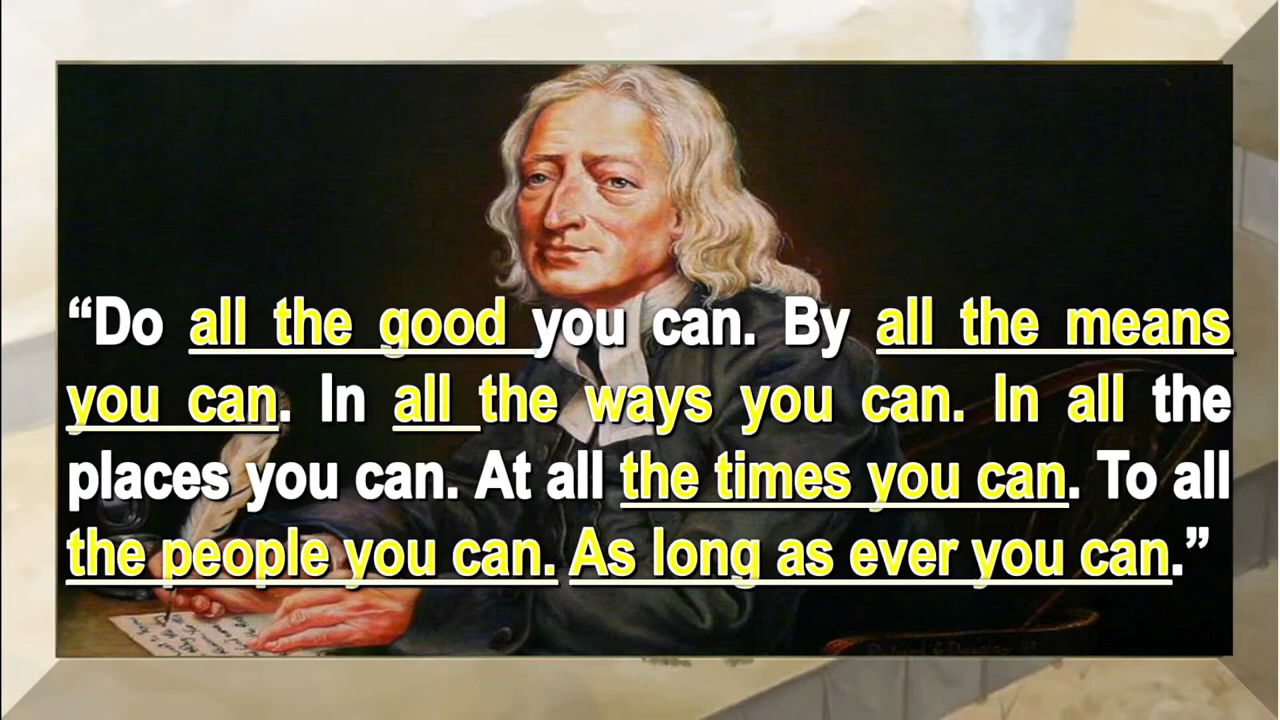 “Do all the good you can. By all the means
you can. In all the ways you can. In all the
places you can. At all the times you can. To all
the people you can. As long as ever you can.”